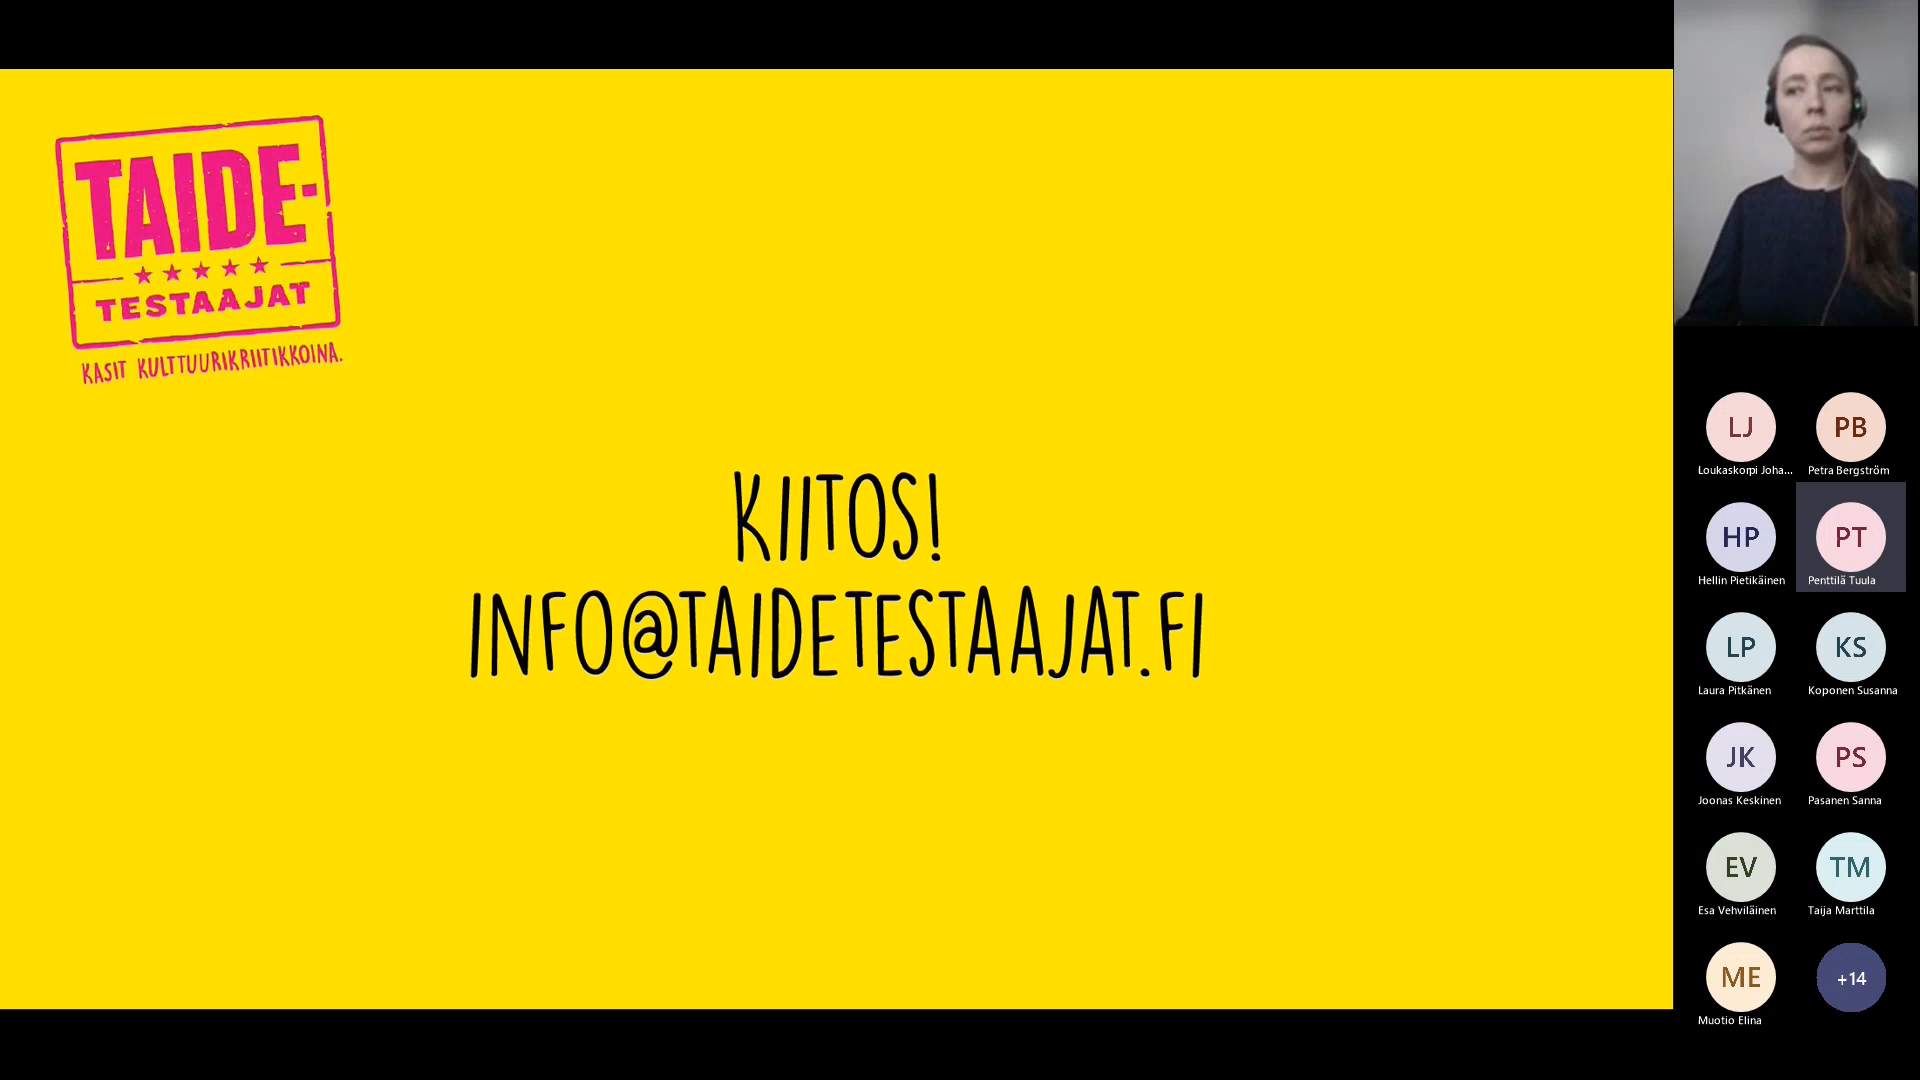 TAIDE-
TESTAAJAT
KASIT KULTTUURIKRIITIKKOINA.
KIITOS!
INFO@TAIDETESTAAJAT.FI
LJ
Loukaskorpi Joha...
PB
Petra Bergström
HP
Hellin Pietikäinen
PT
Penttilä Tuula
LP
Laura Pitkänen
KS
Koponen Susanna
JK
Joonas Keskinen
PS
Pasanen Sanna
EV
Esa Vehviläinen
TM
Taija Marttila
ME
Muotio Elina
+14